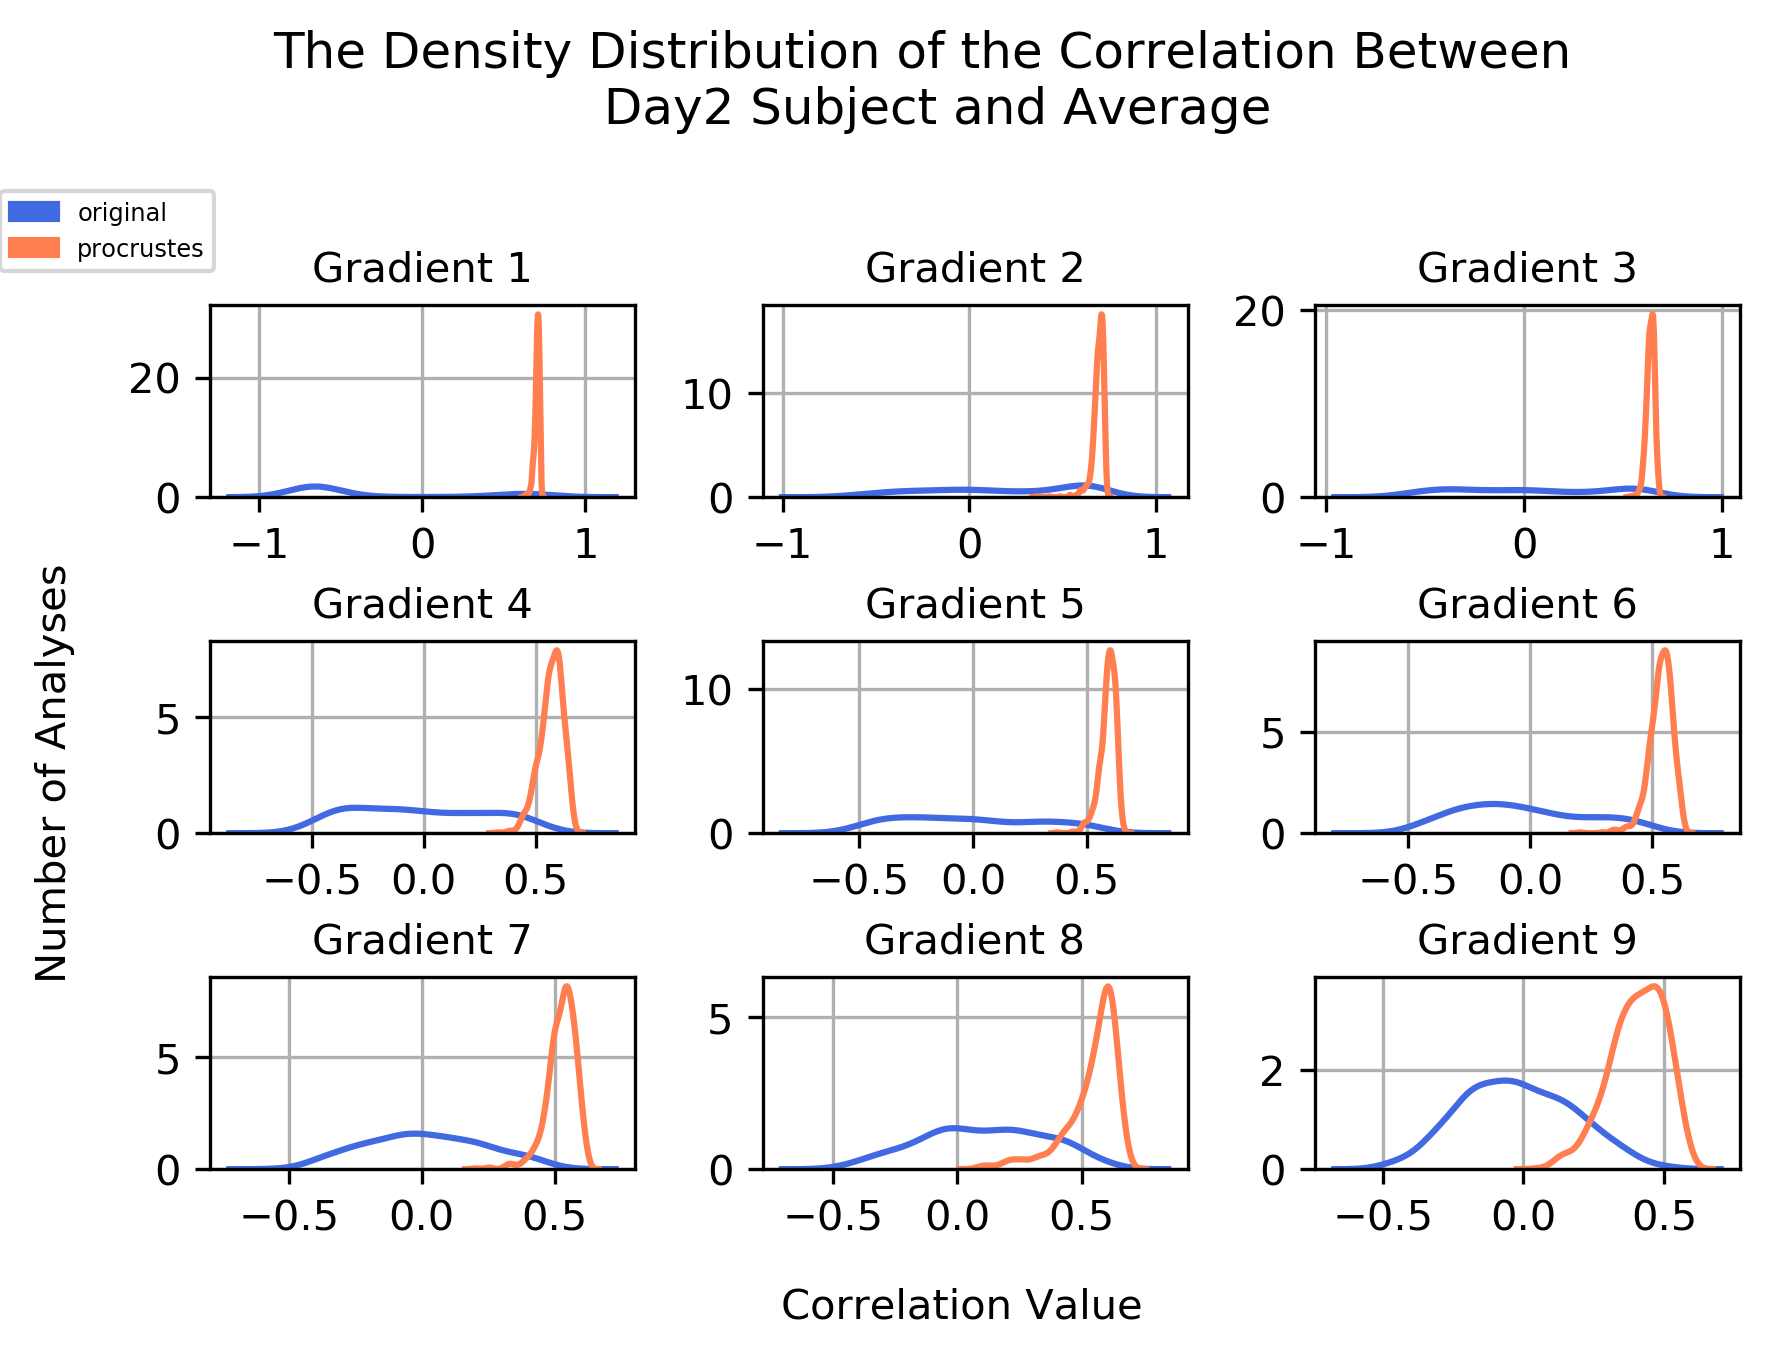 The Density Distribution of the Correlation Between
Day2 Subject and Average
original
procrustes
Gradient 1
Gradient 2
Gradient 3
20
0
−1 0 1
10
0
−1 0 1
20
0
−1 0 1
Number of Analyses
Gradient 4
Gradient 5
Gradient 6
5
0
−0.5 0.0 0.5
10
0
−0.5 0.0 0.5
5
0
−0.5 0.0 0.5
Gradient 7
Gradient 8
Gradient 9
5
0
−0.5 0.0 0.5
5
0
−0.5 0.0 0.5
2
0
−0.5 0.0 0.5
Correlation Value